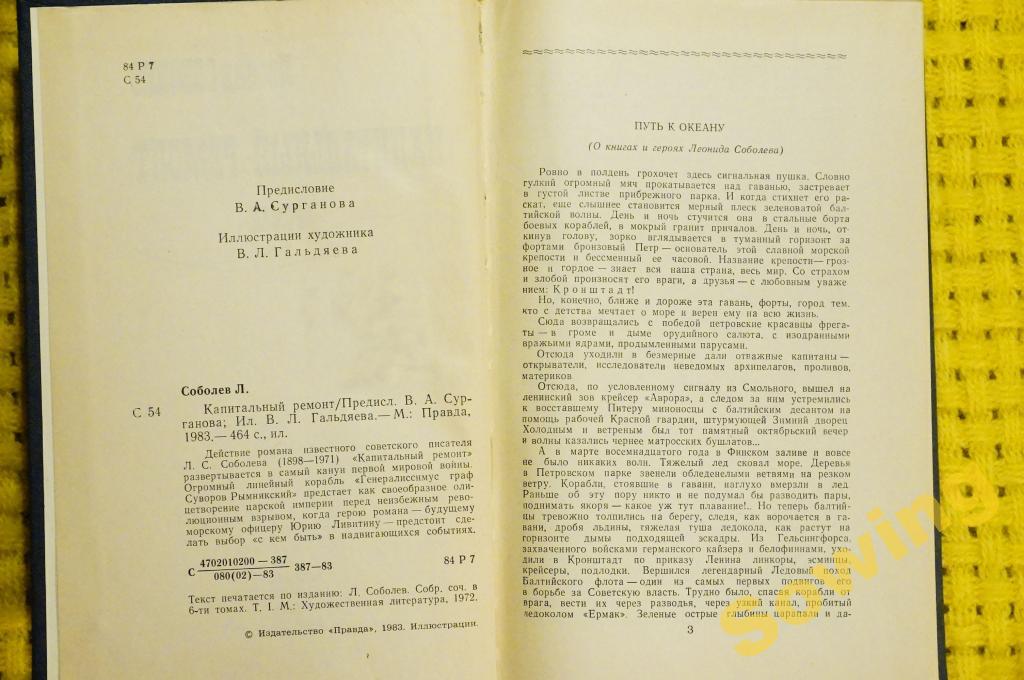 84 Р 7
С 54
Предисловие
В. А. Сурганова
Иллюстрации художника
В. Л. Гальдяева
Соболев Л.
С 54
Капитальный ремонт/Предисл. В. А. Сур-
ганова; Ил. В. Л. Гальдяева.— М.: Правда,
1983.— 464 с., ил.
Действие романа известного советского писателя
Л. С. Соболева (1898—1971) «Капитальный ремонт»
развертывается в самый канун первой мировой войны.
Огромный линейный корабль «Генералиссимус граф
Суворов Рымникский» предстает как своеобразное оли-
цетворение царской империи перед неизбежным рево-
люционным взрывом, когда герою романа — будущему
морскому офицеру Юрию Ливитину — предстоит сде-
лать выбор «с кем быть» в надвигающихся событиях.
С 4702010200 — 387
080(02)—83
387—83
84 Р 7
Текст печатается по изданию: Л. Соболев. Собр. соч. в
6-ти томах. Т. I. М.: Художественная литература, 1972.
© Издательство «Правда», 1983. Иллюстрации.
ПУТЬ К ОКЕАНУ
(О книгах и героях Леонида Соболева)
Ровно в полдень грохочет здесь сигнальная пушка. Словно
гулкий огромный мяч прокатывается над гаванью, застревает
в густой листве прибрежного парка. И когда стихнет его ра-
скат, еще слышнее становится мерный плеск зеленоватой бал-
тийской волны. День и ночь стучится она в стальные борта
боевых кораблей, в мокрый гранит причалов. День и ночь, от-
кинув голову, зорко вглядывается в туманный горизонт за
фортами бронзовый Петр — основатель этой славной морской
крепости и бессменный ее часовой. Название крепости— гроз-
ное и гордое — знает вся наша страна, весь мир. Со страхом
и злобой произносят его враги, а друзья — с любовным уваже
нием: Кронштадт!
Но, конечно, ближе и дороже эта гавань, форты, город тем.
кто с детства мечтает о море и верен ему на всю жизнь.
Сюда возвращались с победой петровские красавцы фрега-
ты — в громе и дыме орудийного салюта, с изодранными
вражьими ядрами, продымленными парусами.
Отсюда уходили в безмерные дали отважные капитаны —
открыватели, исследователи неведомых архипелагов, проливов,
материков
Отсюда, по условленному сигналу из Смольного, вышел на
ленинский зов крейсер «Аврора», а следом за ним устремились
к восставшему Питеру миноносцы с балтийским десантом на
помощь рабочей Красной гвардии, штурмующей Зимний дворец
Холодным и ветреным был тот памятный октябрьский вечер
и волны казались чернее матросских бушлатов...
А в марте восемнадцатого года в Финском заливе и вовсе
не было никаких волн. Тяжелый лед сковал море. Деревья
в Петровском парке звенели обледенелыми ветвями на резком
ветру. Корабли, стоявшие в гавани, наглухо вмерзли в лед.
Раньше об эту пору никто и не подумал бы разводить пары,
поднимать якоря — какое уж тут плавание!.. Но теперь балтий-
цы тревожно толпились на берегу, следя, как ворочается в га-
вани, дробя льдины, тяжелая туша ледокола, как растут на
горизонте дымы подходящей эскадры. Из Гельсингфорса.
захваченного войсками германского кайзера и белофиннами, ухо-
дили в Кронштадт по приказу Ленина линкоры, эсминцы,
крейсеры, подлодки. Вершился легендарный Ледовый поход
Балтийского флота — один из самых первых подвигов его
в борьбе за Советскую власть. Трудно было, спасая корабли от
врага, вести их через разводья, через узкий канал, пробитый
ледоколом «Ермак». Зеленые острые глыбины царапали и да-
3
soving